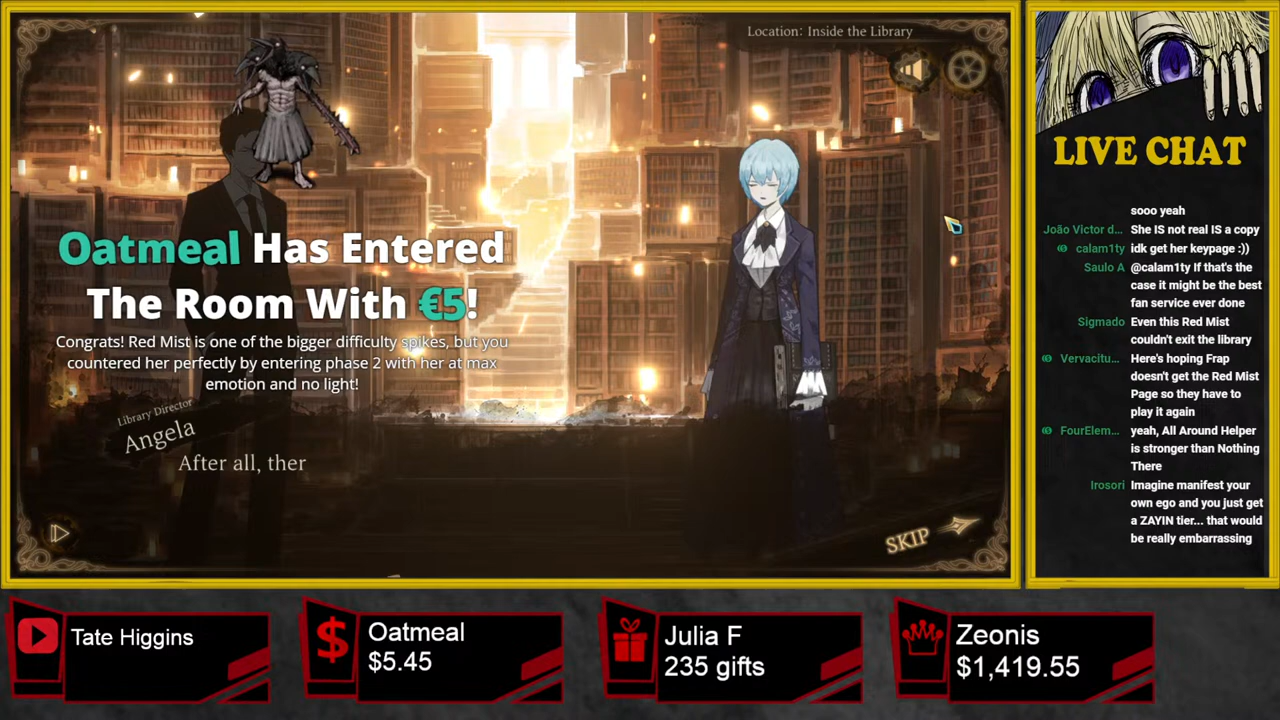 Location: Inside the Library
Oatmeal Has Entered
The Room With €5!
Congrats! Red Mist is one of the bigger difficulty spikes, but you
countered her perfectly by entering phase 2 with her at max
emotion and no light!
Library Director
Angela
After all, ther
SKIP
LIVE CHAT
sooo yeah
João Victor d... She IS not real IS a copy
calam1ty idk get her keypage :))
Saulo A @calam1ty If that's the
case it might be the best
fan service ever done
Sigmado Even this Red Mist
couldn't exit the library
Vervacitu... Here's hoping Frap
doesn't get the Red Mist
Page so they have to
play it again
FourElem... yeah, All Around Helper
is stronger than Nothing
There
Irosori Imagine manifest your
own ego and you just get
a ZAYIN tier... that would
be really embarrassing
Tate Higgins
Oatmeal
$5.45
Julia F
235 gifts
Zeonis
$1,419.55